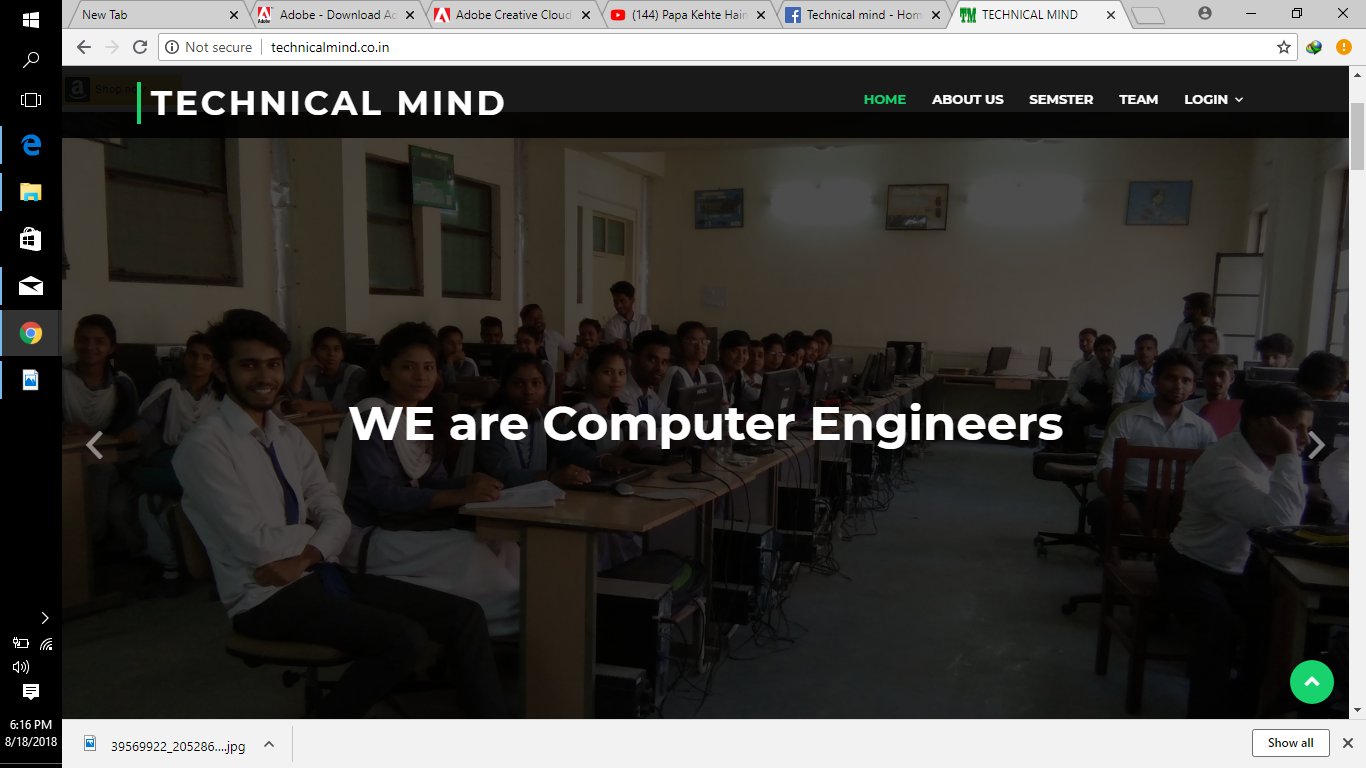 New Tab
Adobe - Download Ac
Adobe Creative Cloud
(144) Papa Kehte Hain
Technical mind - Hom
TECHNICAL MIND
Not secure
technicalmind.co.in
TECHNICAL MIND
HOME
ABOUT US
SEMSTER
TEAM
LOGIN
WE are Computer Engineers
6:16 PM
8/18/2018
39569922_205286....jpg
Show all